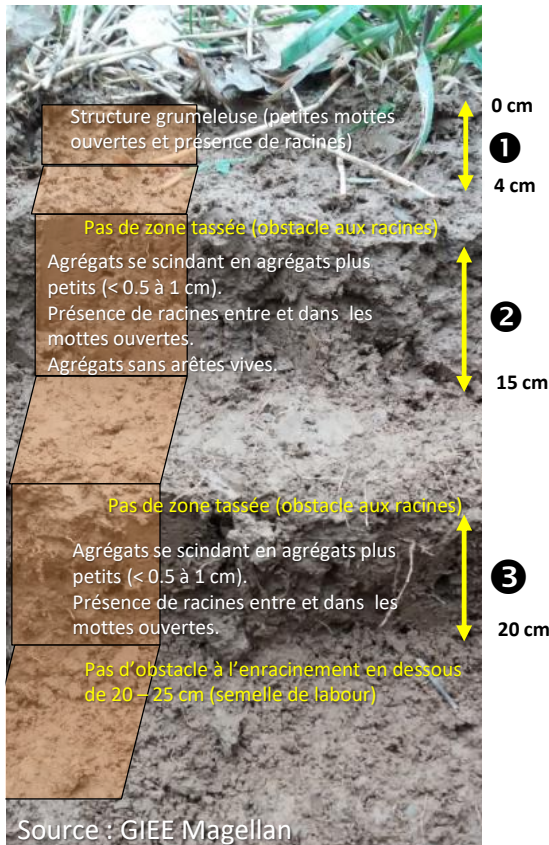 0 cm
Structure grumeleuse (petites mottes
ouvertes et présence de racines)
❶
4 cm
Pas de zone tassée (obstacle aux racines)
Agrégats se scindant en agrégats plus
petits (< 0.5 à 1 cm).
Présence de racines entre et dans les
mottes ouvertes.
Agrégats sans arêtes vives.
❷
15 cm
Pas de zone tassée (obstacle aux racines)
Agrégats se scindant en agrégats plus
petits (< 0.5 à 1 cm).
Présence de racines entre et dans les
mottes ouvertes.
❸
20 cm
Pas d'obstacle à l'enracinement en dessous
de 20 – 25 cm (semelle de labour)
Source : GIEE Magellan